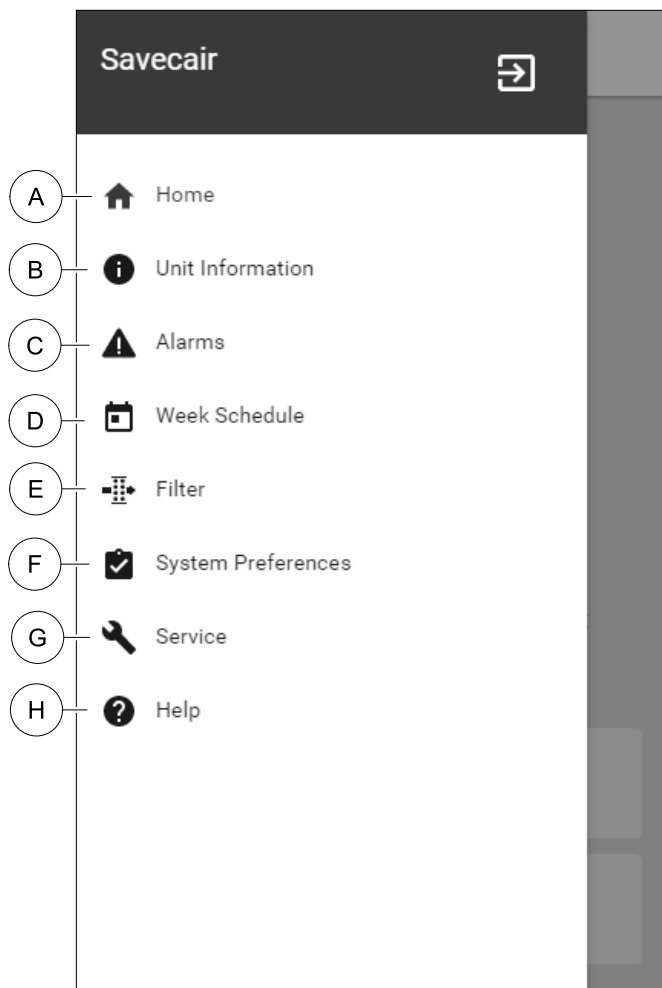 Savecair
A Home
B Unit Information
C Alarms
D Week Schedule
E Filter
F System Preferences
G Service
H Help